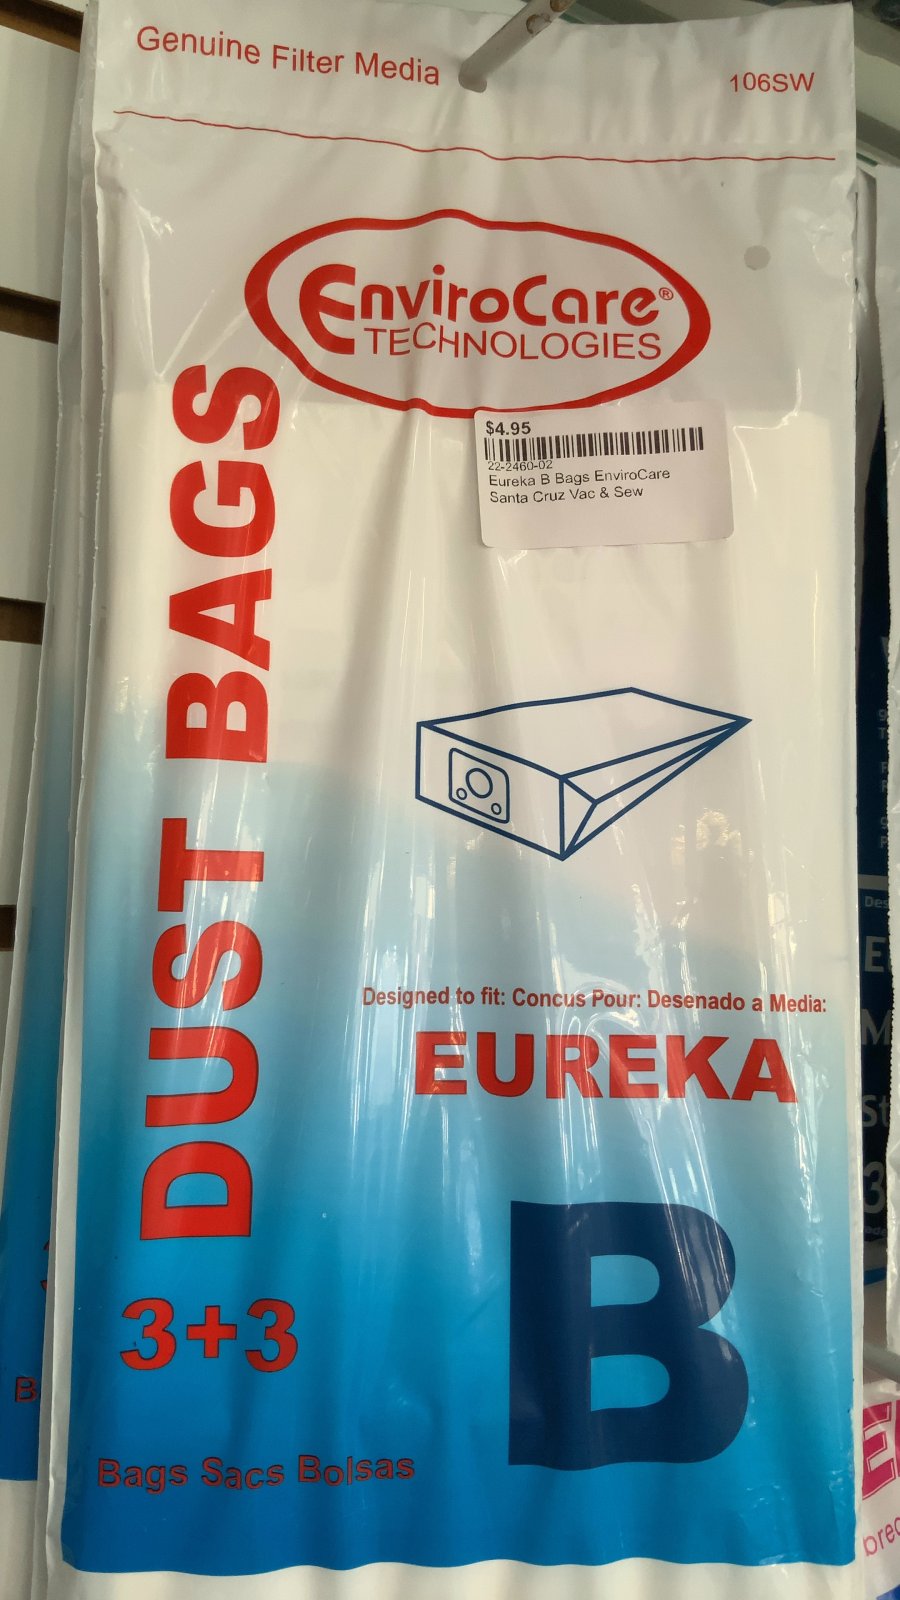 Genuine Filter Media
106SW
EnviroCare®
TECHNOLOGIES
$4.95
22-2460-02
Eureka B Bags EnviroCare
Santa Cruz Vac & Sew
DUST BAGS
Designed to fit: Concus Pour: Desenado a Media:
EUREKA
B
3+3
Bags Sacs Bolsas